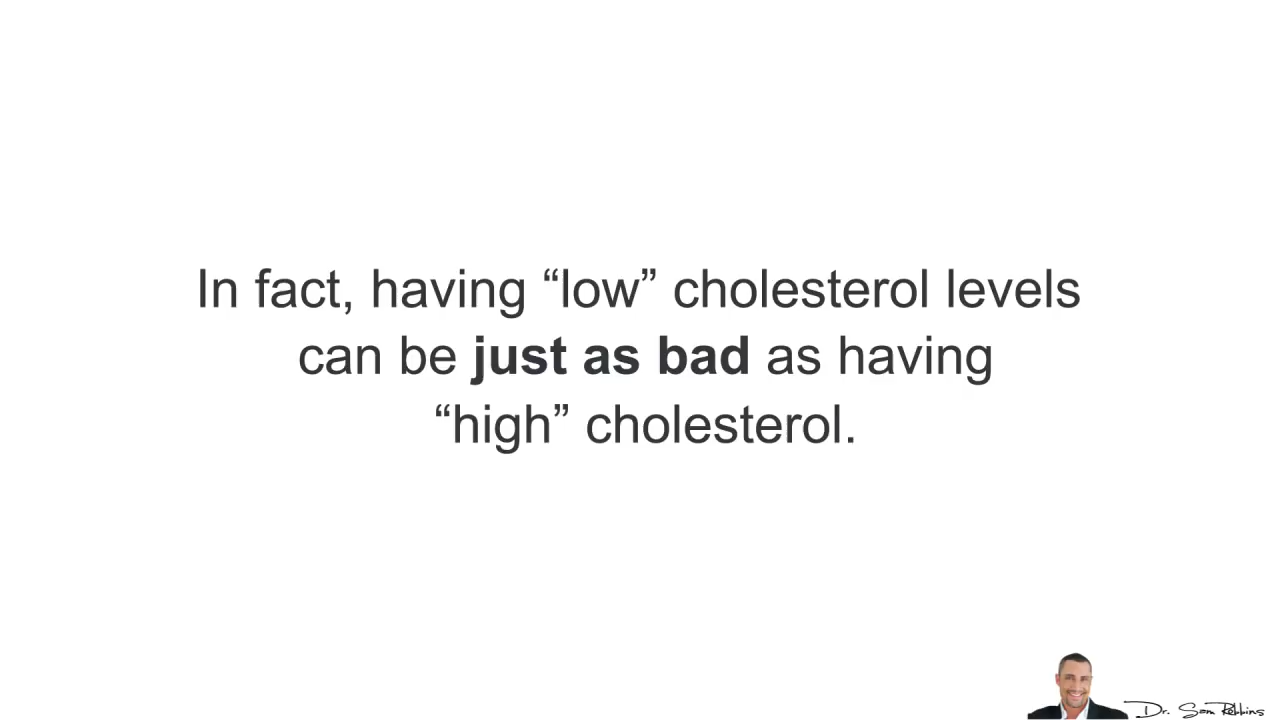 In fact, having “low” cholesterol levels
can be just as bad as having
“high” cholesterol.
Dr. Sam Robbins